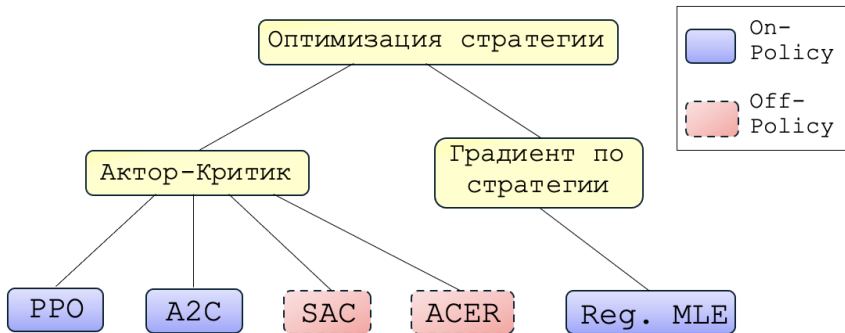 Оптимизация стратегии
On-
Policy
Off-
Policy
Актор-Критик
Градиент по
стратегии
PPO
A2C
SAC
ACER
Reg. MLE